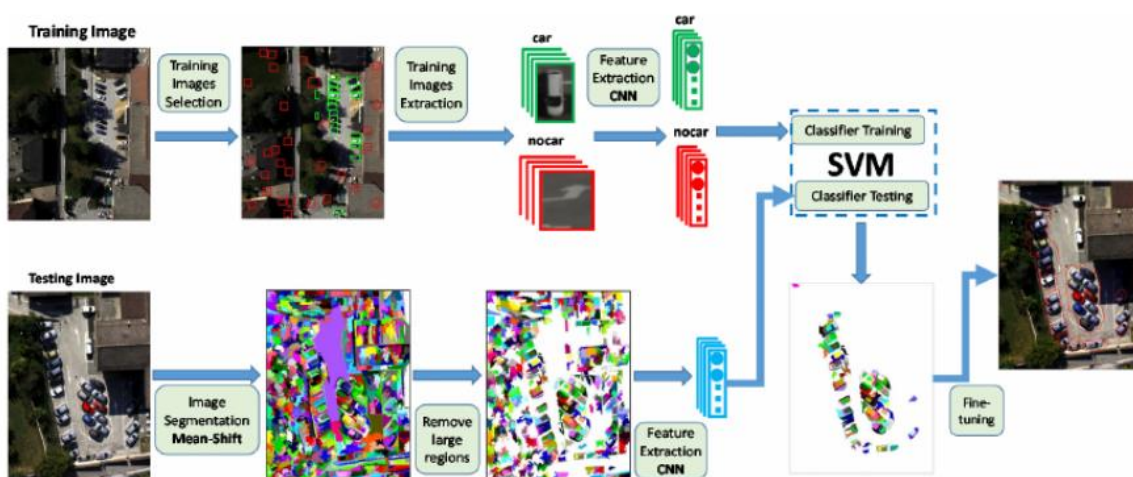 Training Image
Training
Images
Selection
Training
Images
Extraction
car
nocar
Feature
Extraction
CNN
car
nocar
Classifier Training
SVM
Classifier Testing
Testing Image
Image
Segmentation
Mean-Shift
Remove
large
regions
Feature
Extraction
CNN
Fine-
tuning